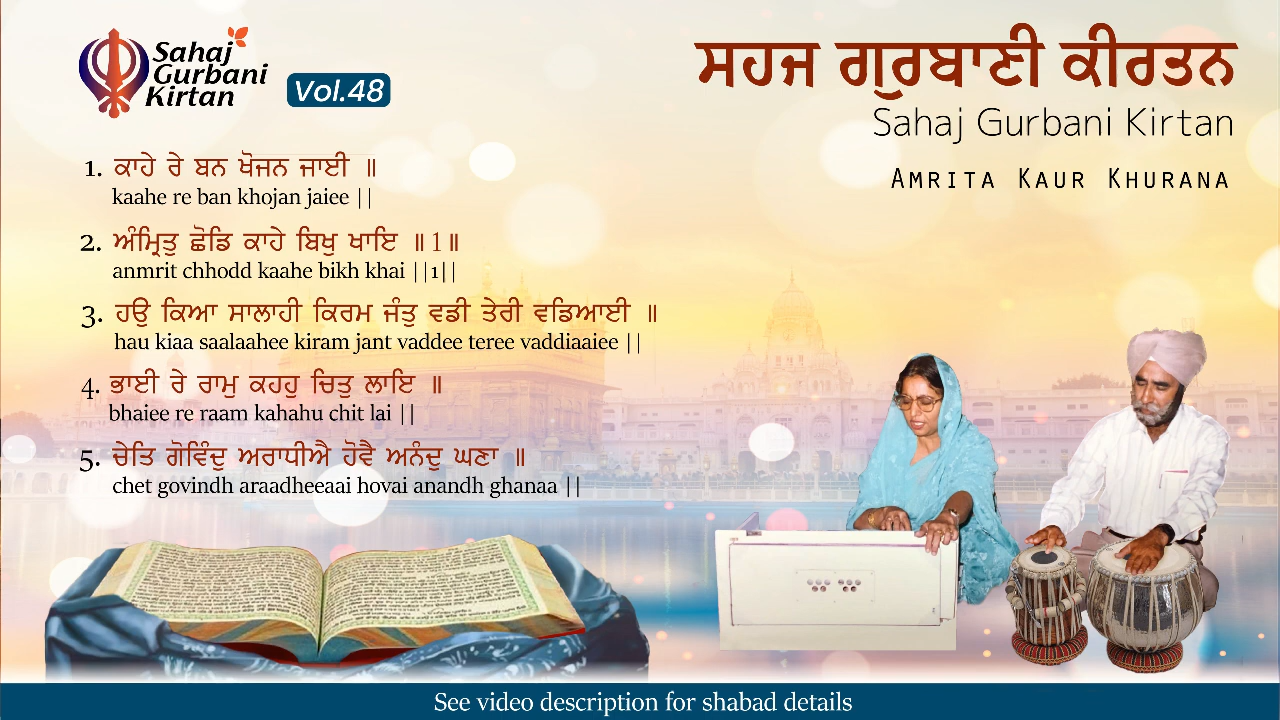 Sahaj
Gurbani
Kirtan
Vol.48
ਸਹਜ ਗੁਰਬਾਣੀ ਕੀਰਤਨ
Sahaj Gurbani Kirtan
AMRITA KAUR KHURANA
1. ਕਾਹੇ ਰੇ ਬਨ ਖੋਜਨ ਜਾਈ ॥
kaahe re ban khojan jaiee ||
2. ਅੰਮ੍ਰਿਤੁ ਛੋਡਿ ਕਾਹੇ ਬਿਖੁ ਖਾਇ ॥1॥
anmrit chhodd kaahe bikh khai ||1||
3. ਹਉ ਕਿਆ ਸਾਲਾਹੀ ਕਿਰਮ ਜੰਤੁ ਵਡੀ ਤੇਰੀ ਵਡਿਆਈ ॥
hau kiaa saalaahee kiram jant vaddee teree vaddiaaiee ||
4. ਭਾਈ ਰੇ ਰਾਮੁ ਕਹਹੁ ਚਿਤੁ ਲਾਇ ॥
bhaiee re raam kahahu chit lai ||
5. ਚੇਤਿ ਗੋਵਿੰਦੁ ਅਰਾਧੀਐ ਹੋਵੈ ਅਨੰਦੁ ਘਣਾ ॥
chet govindh araadheeaai hovai anandh ghanaa ||
See video description for shabad details